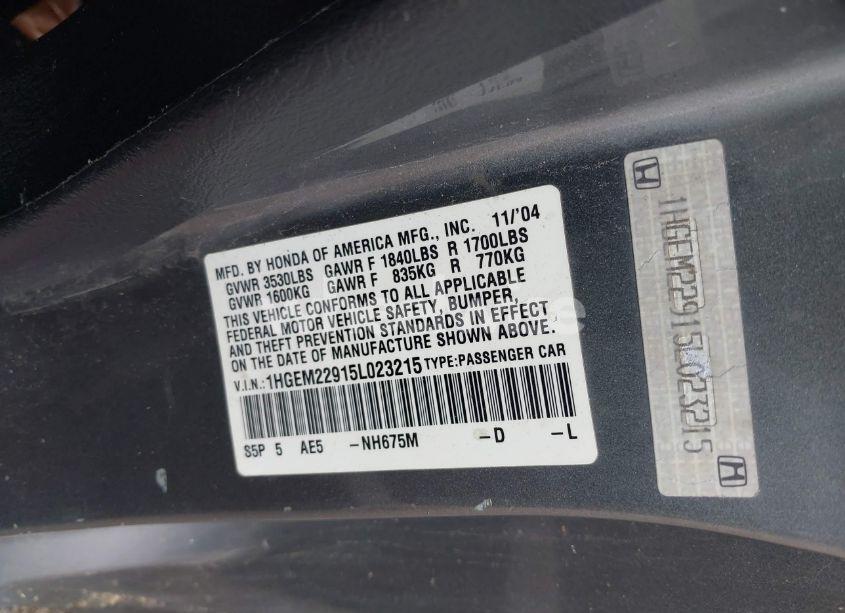 MFD. BY HONDA OF AMERICA MFG., INC. 11/'04
GVWR 3530LBS GAWR F 1840LBS R 1700LBS
GVWR 1600KG GAWR F 835KG R 770KG
THIS VEHICLE CONFORMS TO ALL APPLICABLE
FEDERAL MOTOR VEHICLE SAFETY, BUMPER,
AND THEFT PREVENTION STANDARDS IN EFFECT
ON THE DATE OF MANUFACTURE SHOWN ABOVE.
V.I.N.: 1HGEM22915L023215 TYPE:PASSENGER CAR
S5P 5 AE5 -NH675M -D -L
1HGEM22915L023215